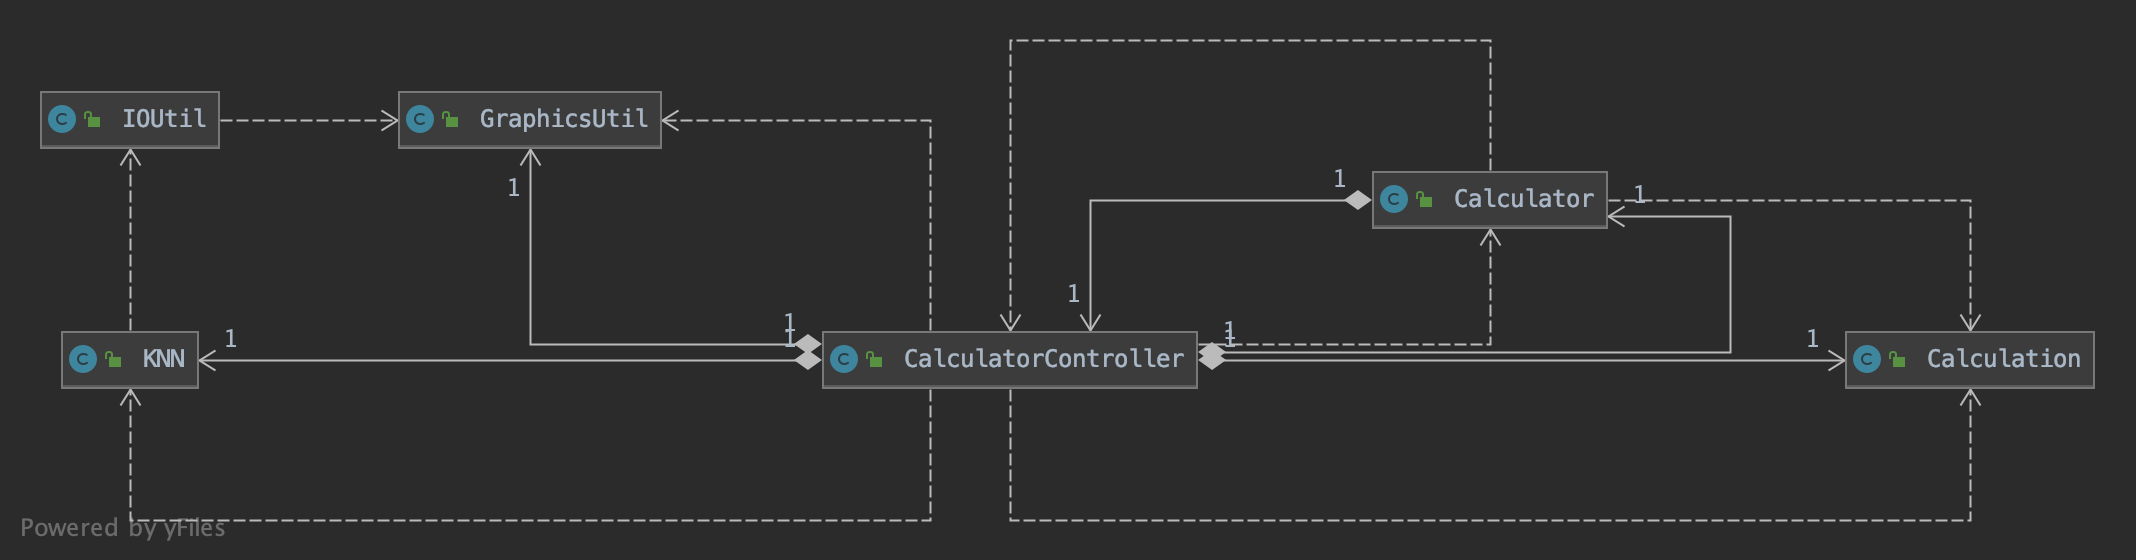 1
C IOUtil
C GraphicsUtil
1
1
C Calculator
1
1
1
1
C KNN
1
1
C CalculatorController
1
1
C Calculation
Powered by yFiles